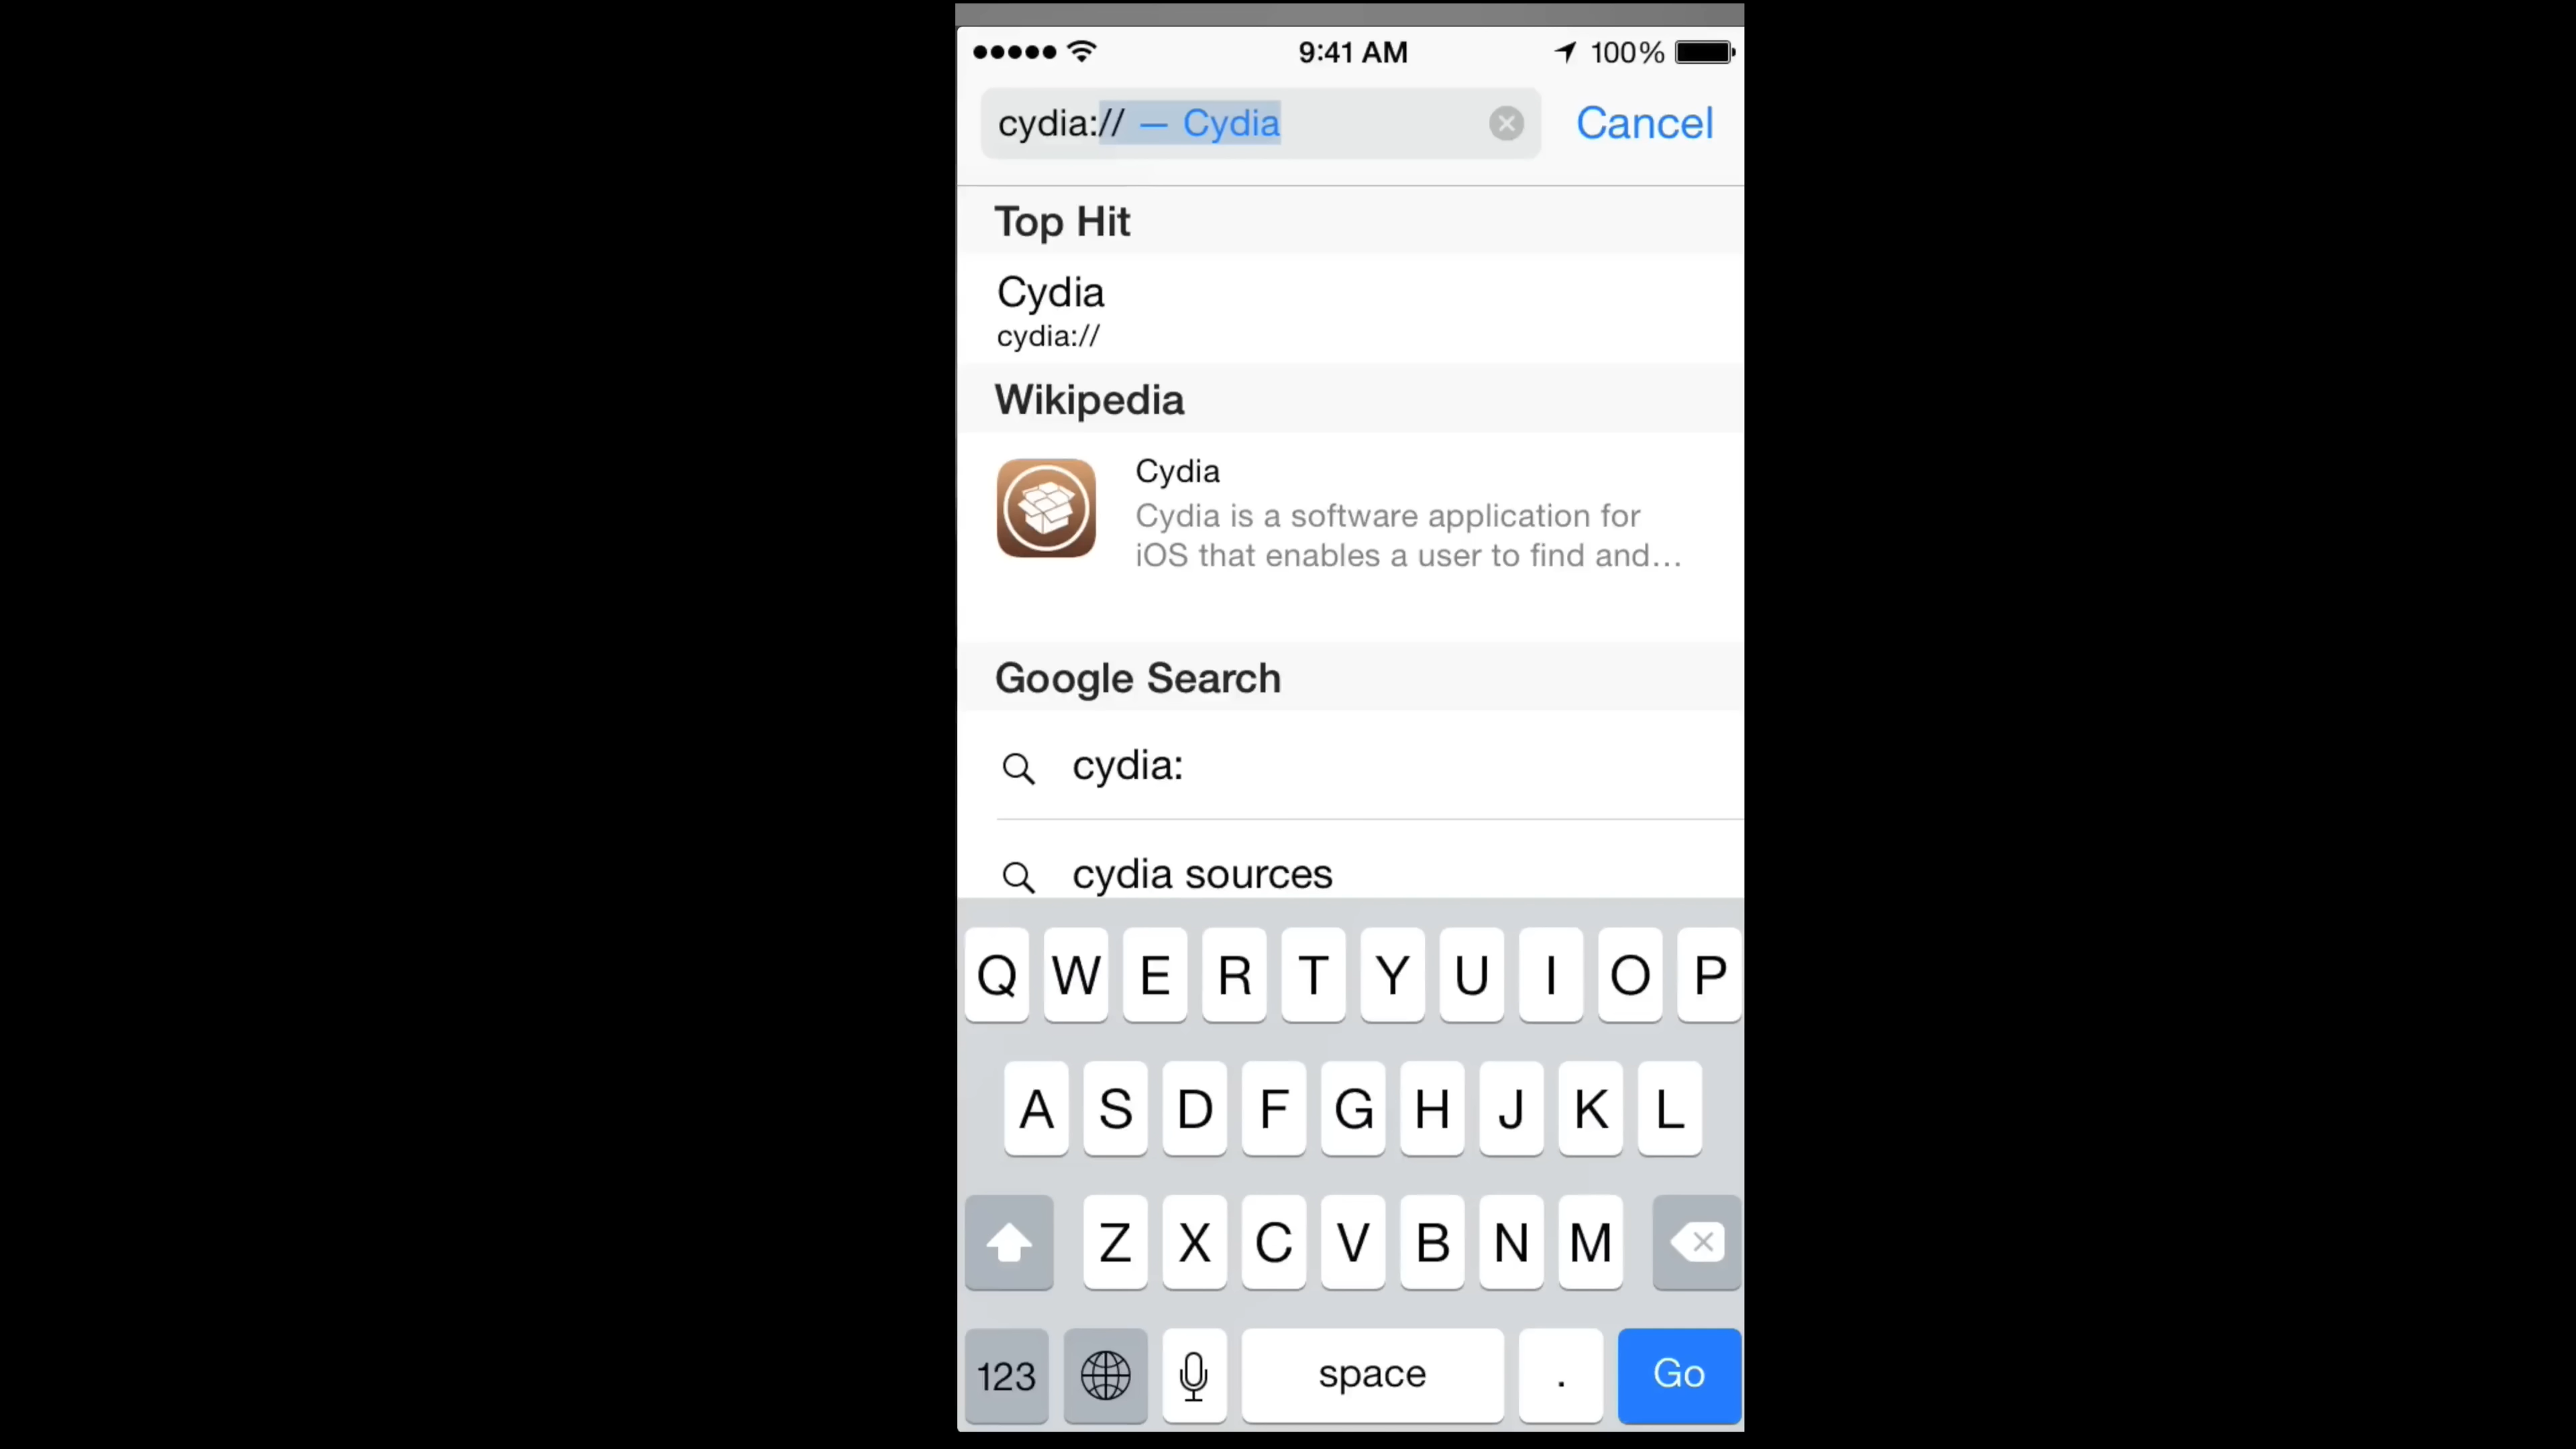 9:41 AM 100%
cydia:// — Cydia Cancel
Top Hit
Cydia
cydia://
Wikipedia
Cydia
Cydia is a software application for
iOS that enables a user to find and...
Google Search
cydia:
cydia sources
Q W E R T Y U I O P
A S D F G H J K L
Z X C V B N M
123 space . Go